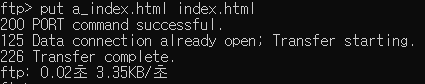 ftp> put a_index.html index.html
200 PORT command successful.
125 Data connection already open; Transfer starting.
226 Transfer complete.
ftp: 0.02초 3.35KB/초